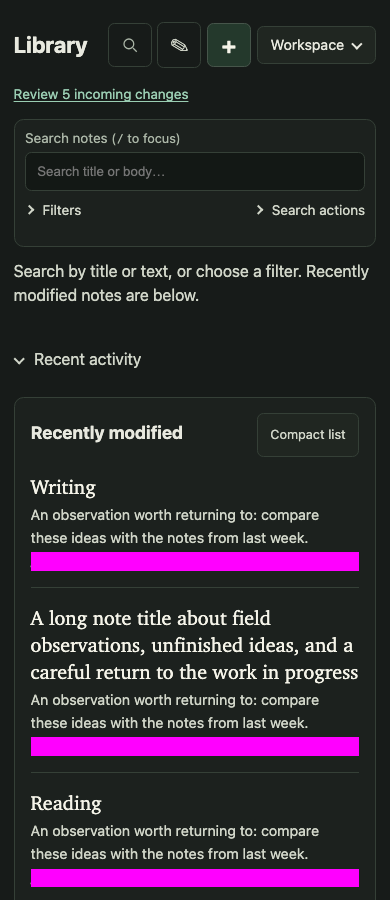 Library
Workspace
Review 5 incoming changes
Search notes (/ to focus)
Search title or body...
Filters
Search actions
Search by title or text, or choose a filter. Recently
modified notes are below.
Recent activity
Recently modified
Compact list
Writing
An observation worth returning to: compare
these ideas with the notes from last week.
A long note title about field
observations, unfinished ideas, and a
careful return to the work in progress
An observation worth returning to: compare
these ideas with the notes from last week.
Reading
An observation worth returning to: compare
these ideas with the notes from last week.